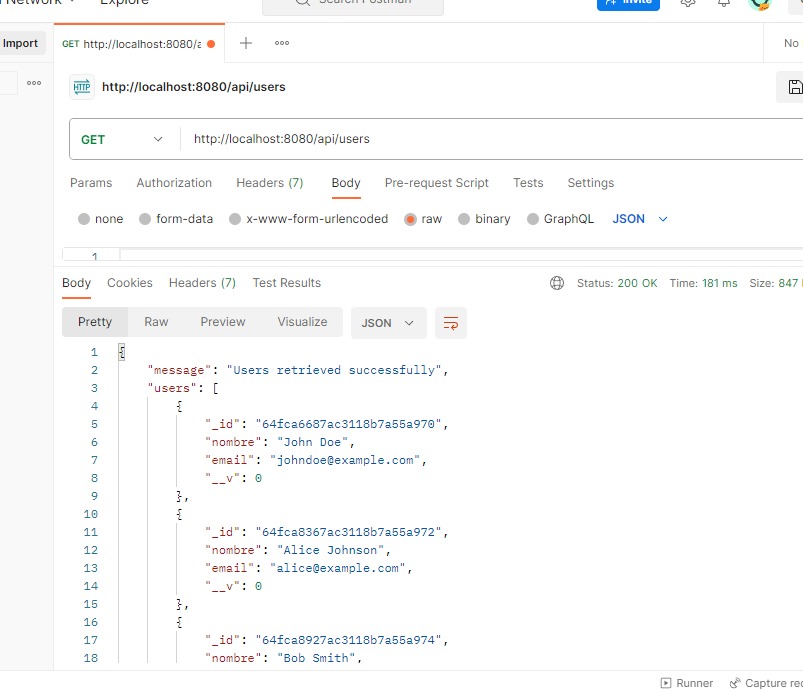 Network Explore Search Postman Invite
Import GET http://localhost:8080/a No
HTTP http://localhost:8080/api/users
GET http://localhost:8080/api/users
Params Authorization Headers (7) Body Pre-request Script Tests Settings
none form-data x-www-form-urlencoded raw binary GraphQL JSON
1
Body Cookies Headers (7) Test Results Status: 200 OK Time: 181 ms Size: 847
Pretty Raw Preview Visualize JSON
1 {
2 "message": "Users retrieved successfully",
3 "users": [
4 {
5 "_id": "64fca6687ac3118b7a55a970",
6 "nombre": "John Doe",
7 "email": "johndoe@example.com",
8 "__v": 0
9 },
10 {
11 "_id": "64fca8367ac3118b7a55a972",
12 "nombre": "Alice Johnson",
13 "email": "alice@example.com",
14 "__v": 0
15 },
16 {
17 "_id": "64fca8927ac3118b7a55a974",
18 "nombre": "Bob Smith",
Runner Capture rec